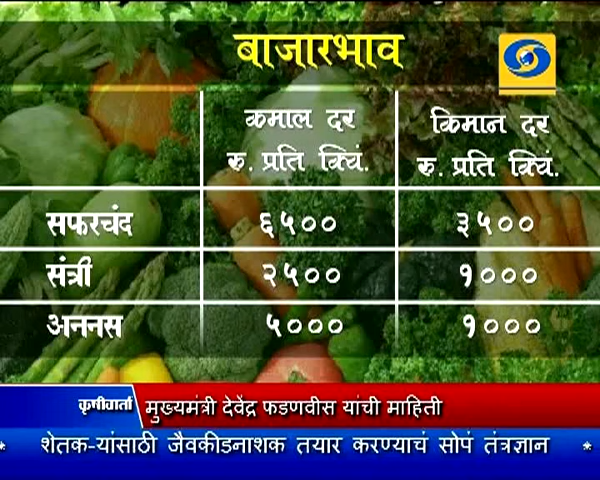 बाजारभाव
कमाल दर किमान दर
रु. प्रति क्विं. रु. प्रति क्विं.
सफरचंद ६५०० ३५००
संत्री २५०० १०००
अननस ५००० १०००
कृषीवार्ता मुख्यमंत्री देवेंद्र फडणवीस यांची माहिती
* शेतक-यांसाठी जैवकीडनाशक तयार करण्याचं सोपं तंत्रज्ञान *